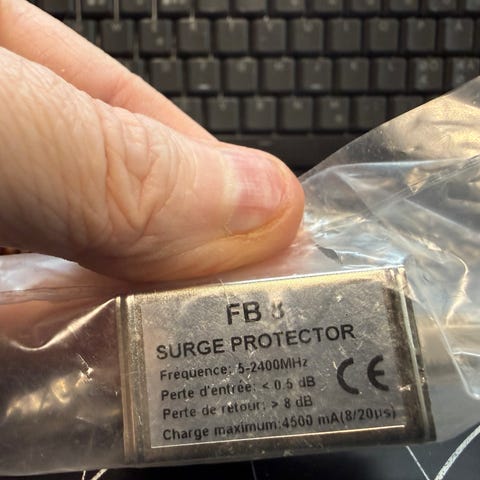 FB 8
SURGE PROTECTOR
Fréquence: 5-2400MHz
Perte d'entrée: < 0.5 dB
Perte de retour: > 8 dB
Charge maximum:4500 mA(8/20µs)
CE